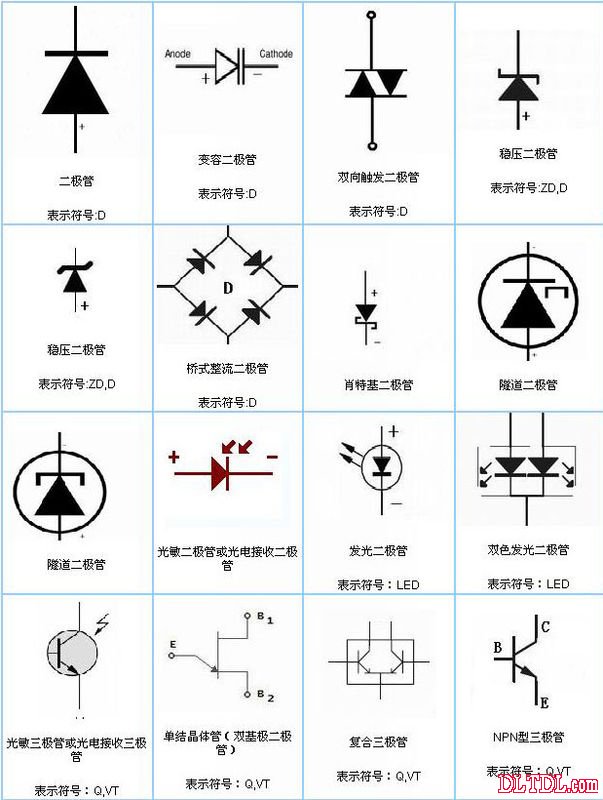 +
二极管
表示符号:D
Anode
Cathode
+
−
变容二极管
表示符号:D
双向触发二极管
表示符号:D
+
稳压二极管
表示符号:ZD,D
+
稳压二极管
表示符号:ZD,D
D
桥式整流二极管
表示符号:D
+
-
肖特基二极管
-
+
隧道二极管
-
+
隧道二极管
+
−
光敏二极管或光电接收二极
管
+
−
发光二极管
表示符号：LED
双色发光二极管
表示符号：LED
光敏三极管或光电接收三极
管
表示符号：Q,VT
E
B1
B2
单结晶体管（双基极二极
管）
表示符号：Q,VT
复合三极管
表示符号：Q,VT
B
C
E
NPN型三极管
表示符号：Q,VT
DLTDL.com